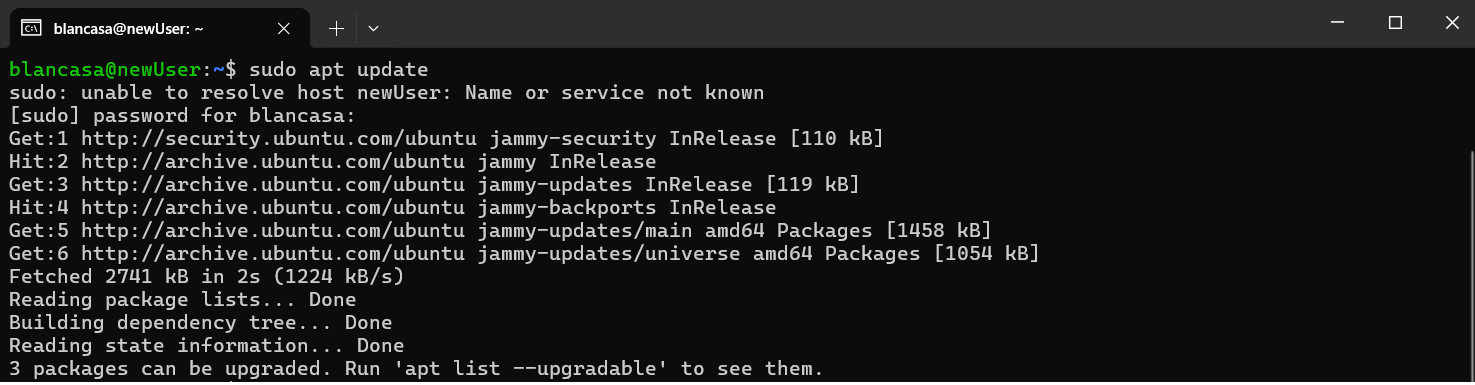 blancasa@newUser: ~
blancasa@newUser:~$ sudo apt update
sudo: unable to resolve host newUser: Name or service not known
[sudo] password for blancasa:
Get:1 http://security.ubuntu.com/ubuntu jammy-security InRelease [110 kB]
Hit:2 http://archive.ubuntu.com/ubuntu jammy InRelease
Get:3 http://archive.ubuntu.com/ubuntu jammy-updates InRelease [119 kB]
Hit:4 http://archive.ubuntu.com/ubuntu jammy-backports InRelease
Get:5 http://archive.ubuntu.com/ubuntu jammy-updates/main amd64 Packages [1458 kB]
Get:6 http://archive.ubuntu.com/ubuntu jammy-updates/universe amd64 Packages [1054 kB]
Fetched 2741 kB in 2s (1224 kB/s)
Reading package lists... Done
Building dependency tree... Done
Reading state information... Done
3 packages can be upgraded. Run 'apt list --upgradable' to see them.